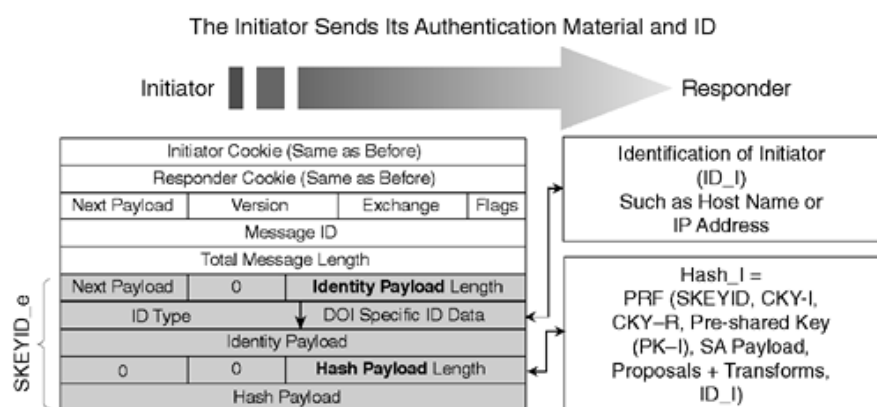 The Initiator Sends Its Authentication Material and ID
Initiator
Responder
Initiator Cookie (Same as Before)
Responder Cookie (Same as Before)
Next Payload Version Exchange Flags
Message ID
Total Message Length
Next Payload 0 Identity Payload Length
ID Type DOI Specific ID Data
Identity Payload
0 0 Hash Payload Length
Hash Payload
SKEYID_e
Identification of Initiator
(ID_I)
Such as Host Name or
IP Address
Hash_I =
PRF (SKEYID, CKY-I,
CKY–R, Pre-shared Key
(PK–I), SA Payload,
Proposals + Transforms,
ID_I)